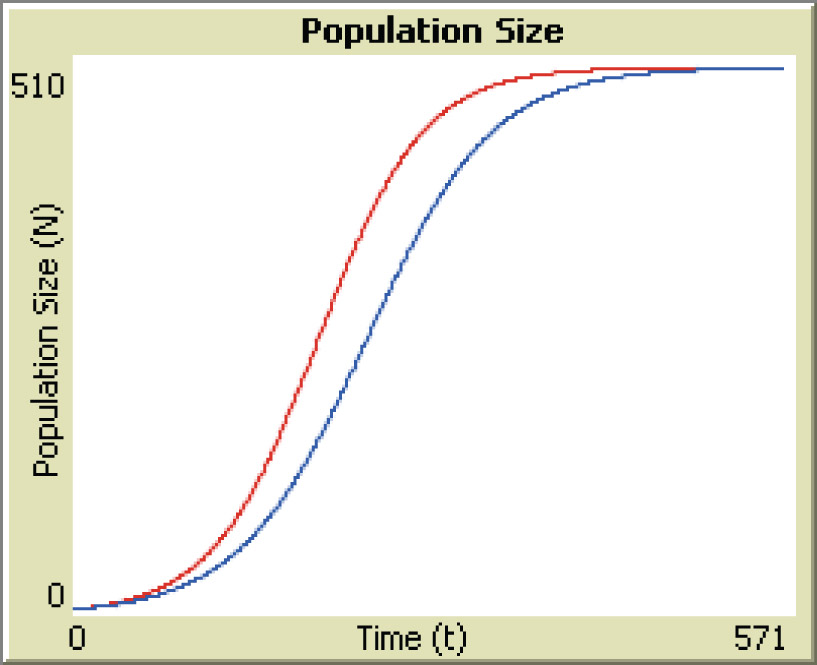 Population Size
510
Population Size (N)
0
0 Time (t) 571